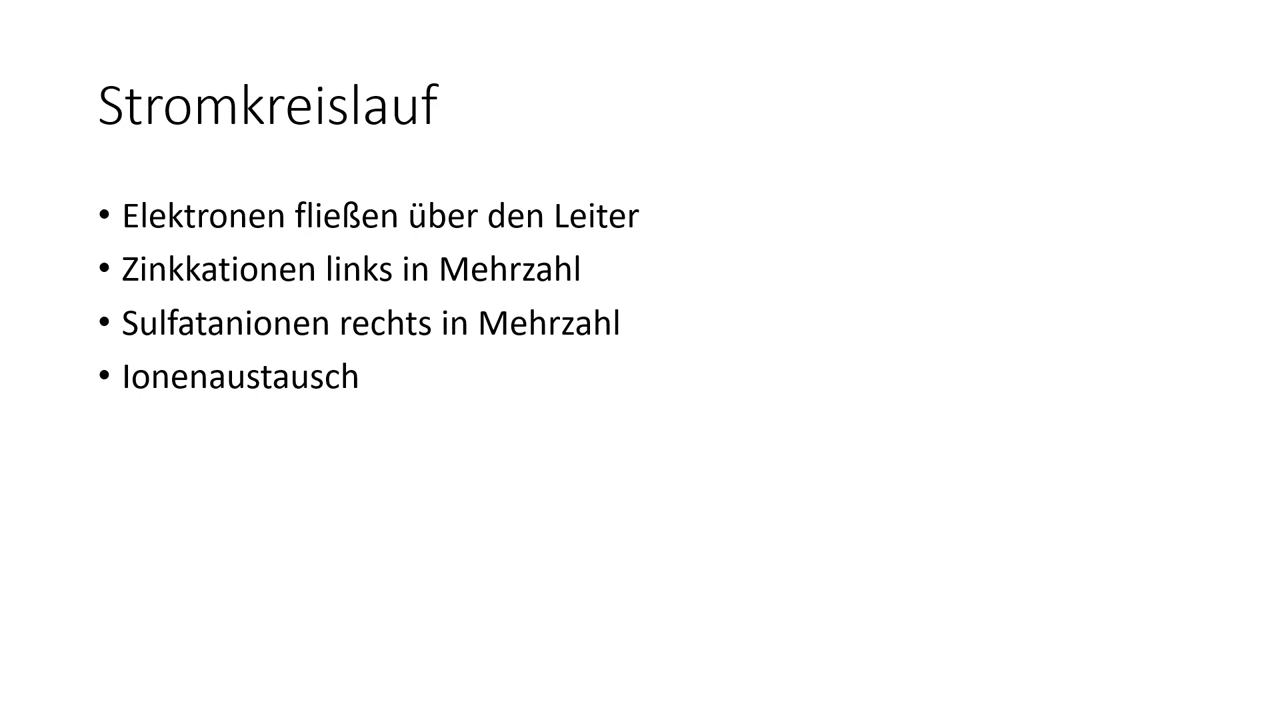 Stromkreislauf
• Elektronen fließen über den Leiter
• Zinkkationen links in Mehrzahl
• Sulfatanionen rechts in Mehrzahl
• Ionenaustausch